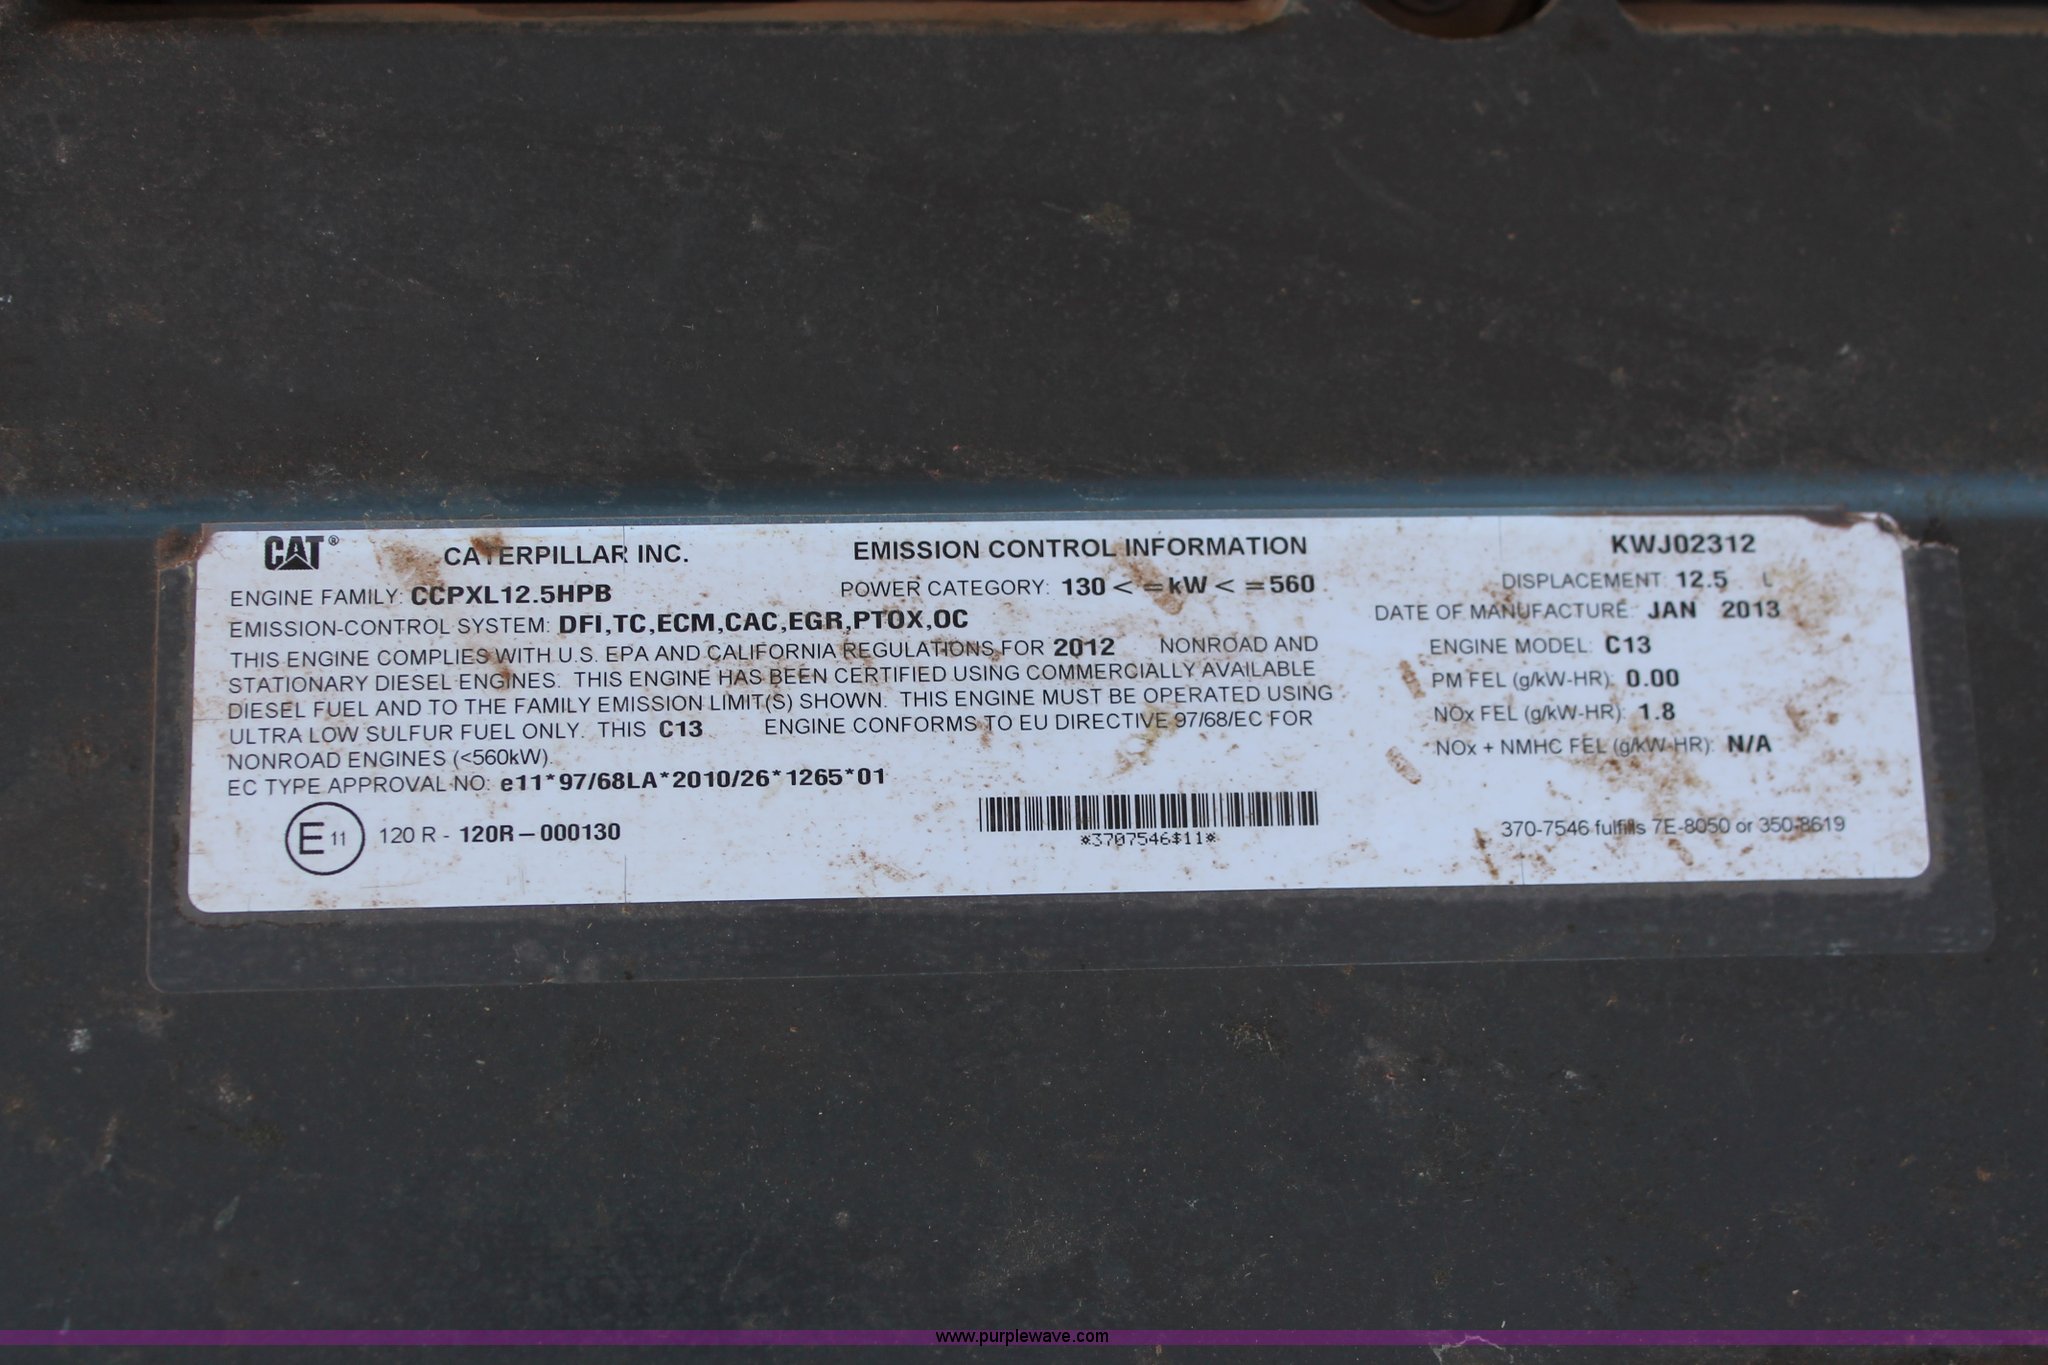 CAT® CATERPILLAR INC. EMISSION CONTROL INFORMATION KWJ02312
ENGINE FAMILY: CCPXL12.5HPB POWER CATEGORY: 130 < =kW < =560 DISPLACEMENT: 12.5 L
EMISSION-CONTROL SYSTEM: DFI,TC,ECM,CAC,EGR,PTOX,OC DATE OF MANUFACTURE: JAN 2013
THIS ENGINE COMPLIES WITH U.S. EPA AND CALIFORNIA REGULATIONS FOR 2012 NONROAD AND
STATIONARY DIESEL ENGINES. THIS ENGINE HAS BEEN CERTIFIED USING COMMERCIALLY AVAILABLE
DIESEL FUEL AND TO THE FAMILY EMISSION LIMIT(S) SHOWN. THIS ENGINE MUST BE OPERATED USING
ULTRA LOW SULFUR FUEL ONLY. THIS C13 ENGINE CONFORMS TO EU DIRECTIVE 97/68/EC FOR
NONROAD ENGINES (<560kW).
EC TYPE APPROVAL NO: e11*97/68LA*2010/26*1265*01
ENGINE MODEL: C13
PM FEL (g/kW-HR): 0.00
NOx FEL (g/kW-HR): 1.8
NOx + NMHC FEL (g/kW-HR): N/A
E 11 120 R - 120R-000130
*3707546$11*
370-7546 fulfills 7E-8050 or 350-8619
www.purplewave.com